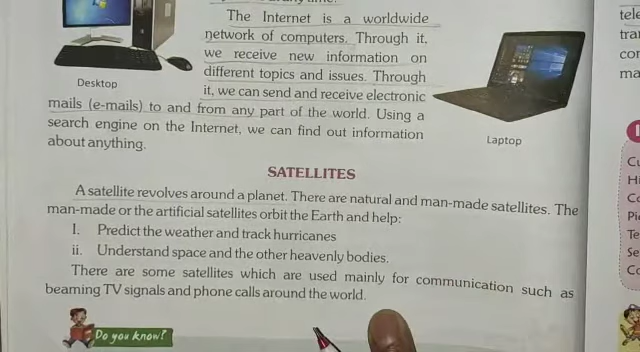 The Internet is a worldwide
network of computers. Through it,
we receive new information on
different topics and issues. Through
it, we can send and receive electronic
mails (e-mails) to and from any part of the world. Using a
search engine on the Internet, we can find out information
about anything.
Desktop
Laptop
SATELLITES
A satellite revolves around a planet. There are natural and man-made satellites. The
man-made or the artificial satellites orbit the Earth and help:
I. Predict the weather and track hurricanes
ii. Understand space and the other heavenly bodies.
There are some satellites which are used mainly for communication such as
beaming TV signals and phone calls around the world.
Do you know?